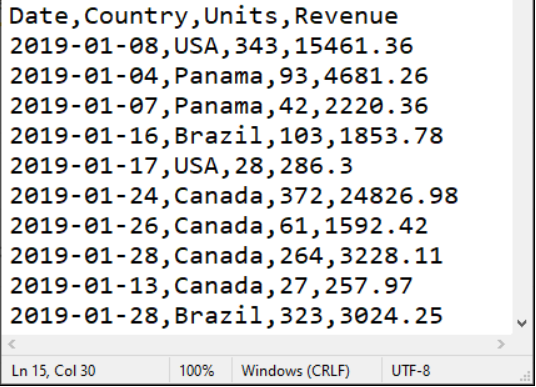 Date,Country,Units,Revenue
2019-01-08,USA,343,15461.36
2019-01-04,Panama,93,4681.26
2019-01-07,Panama,42,2220.36
2019-01-16,Brazil,103,1853.78
2019-01-17,USA,28,286.3
2019-01-24,Canada,372,24826.98
2019-01-26,Canada,61,1592.42
2019-01-28,Canada,264,3228.11
2019-01-13,Canada,27,257.97
2019-01-28,Brazil,323,3024.25
Ln 15, Col 30 100% Windows (CRLF) UTF-8